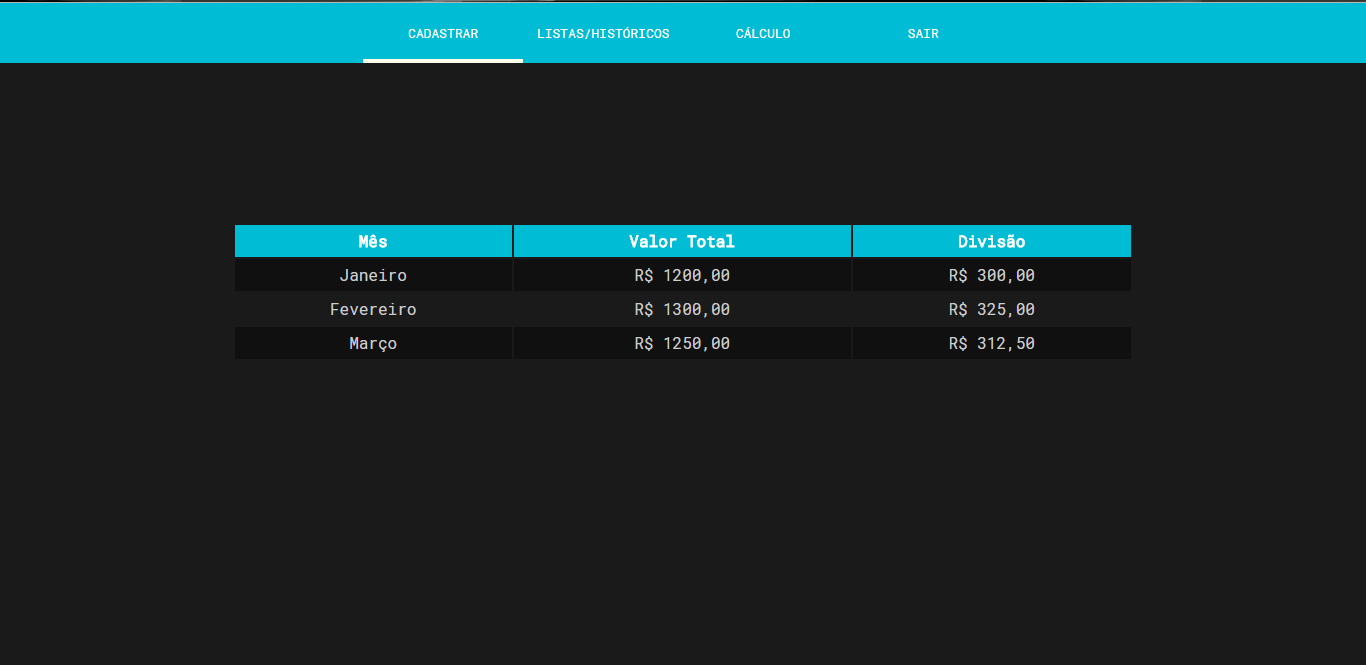 CADASTRAR LISTAS/HISTÓRICOS CÁLCULO SAIR
Mês Valor Total Divisão
Janeiro R$ 1200,00 R$ 300,00
Fevereiro R$ 1300,00 R$ 325,00
Março R$ 1250,00 R$ 312,50